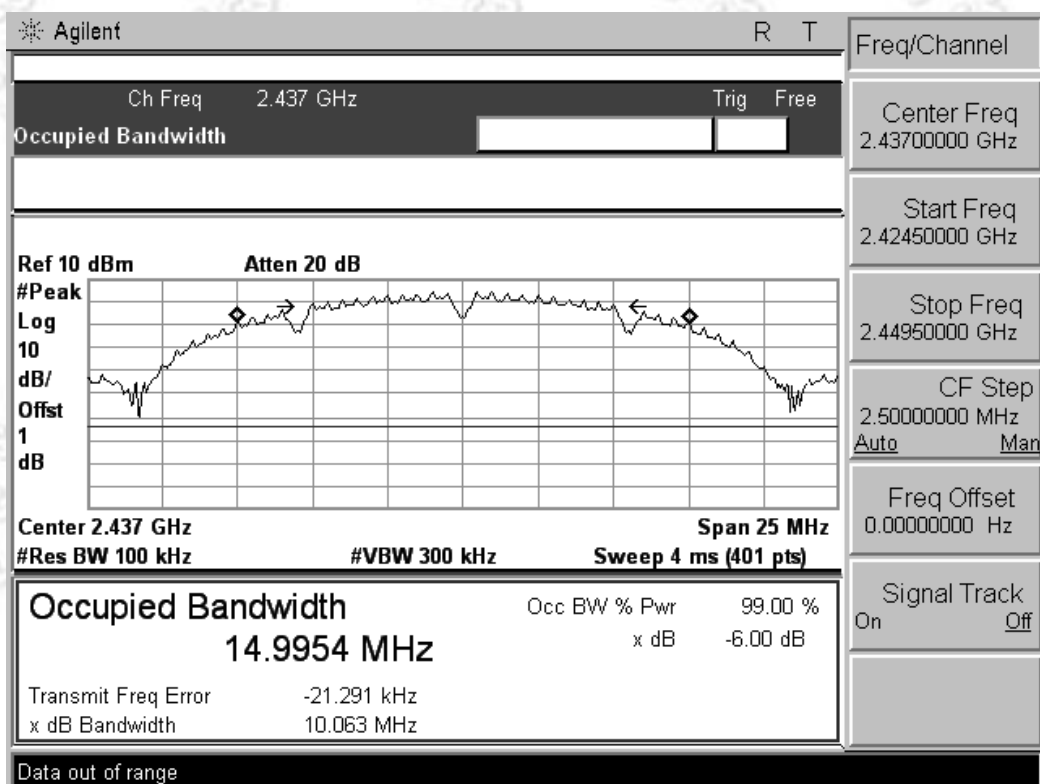 Agilent R T
Freq/Channel
Ch Freq 2.437 GHz Trig Free
Occupied Bandwidth
Center Freq
2.43700000 GHz
Start Freq
2.42450000 GHz
Stop Freq
2.44950000 GHz
CF Step
2.50000000 MHz
Auto Man
Freq Offset
0.00000000 Hz
Signal Track
On Off
Ref 10 dBm Atten 20 dB
#Peak
Log
10
dB/
Offst
1
dB
Center 2.437 GHz Span 25 MHz
#Res BW 100 kHz #VBW 300 kHz Sweep 4 ms (401 pts)
Occupied Bandwidth Occ BW % Pwr 99.00 %
14.9954 MHz x dB -6.00 dB
Transmit Freq Error -21.291 kHz
x dB Bandwidth 10.063 MHz
Data out of range